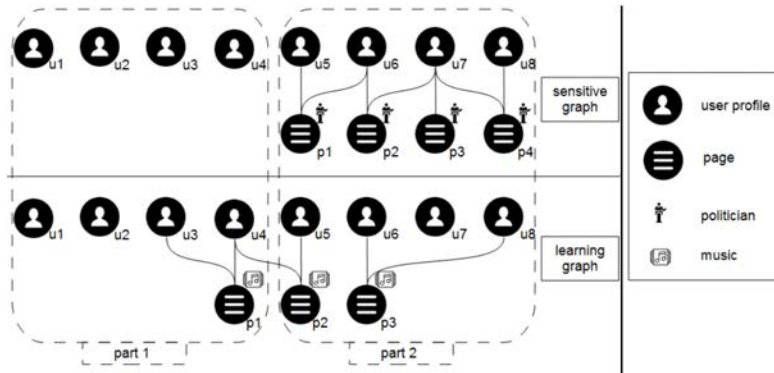 u1 u2 u3 u4 u5 u6 u7 u8
p1 p2 p3 p4
sensitive
graph
u1 u2 u3 u4 u5 u6 u7 u8
p1 p2 p3
learning
graph
part 1 part 2
user profile
page
politician
music